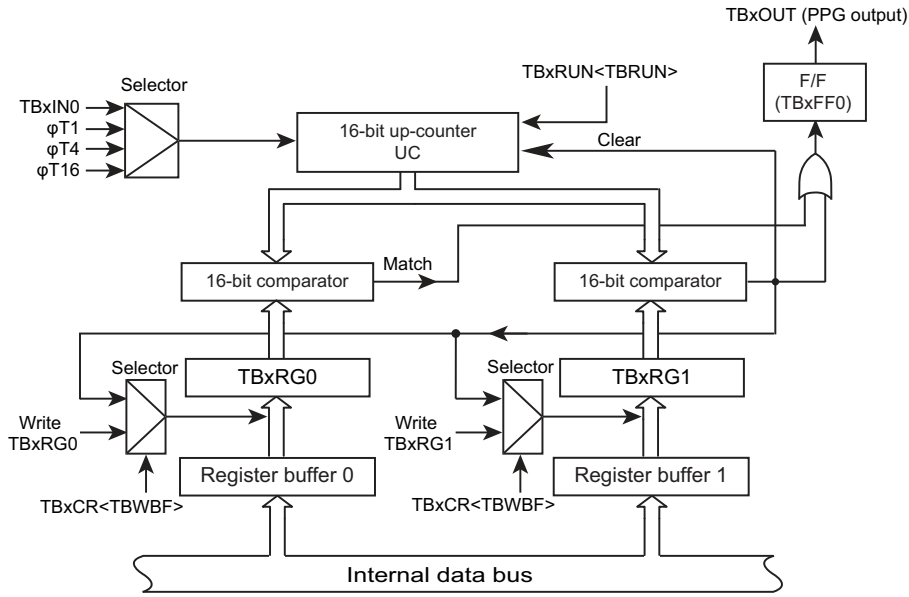 TBxOUT (PPG output)
F/F
(TBxFF0)
TBxRUN<TBRUN>
Selector
TBxIN0
φT1
φT4
φT16
16-bit up-counter
UC
Clear
16-bit comparator
Match
16-bit comparator
Selector
TBxRG0
Selector
TBxRG1
Write
TBxRG0
Write
TBxRG1
Register buffer 0
Register buffer 1
TBxCR<TBWBF>
TBxCR<TBWBF>
Internal data bus